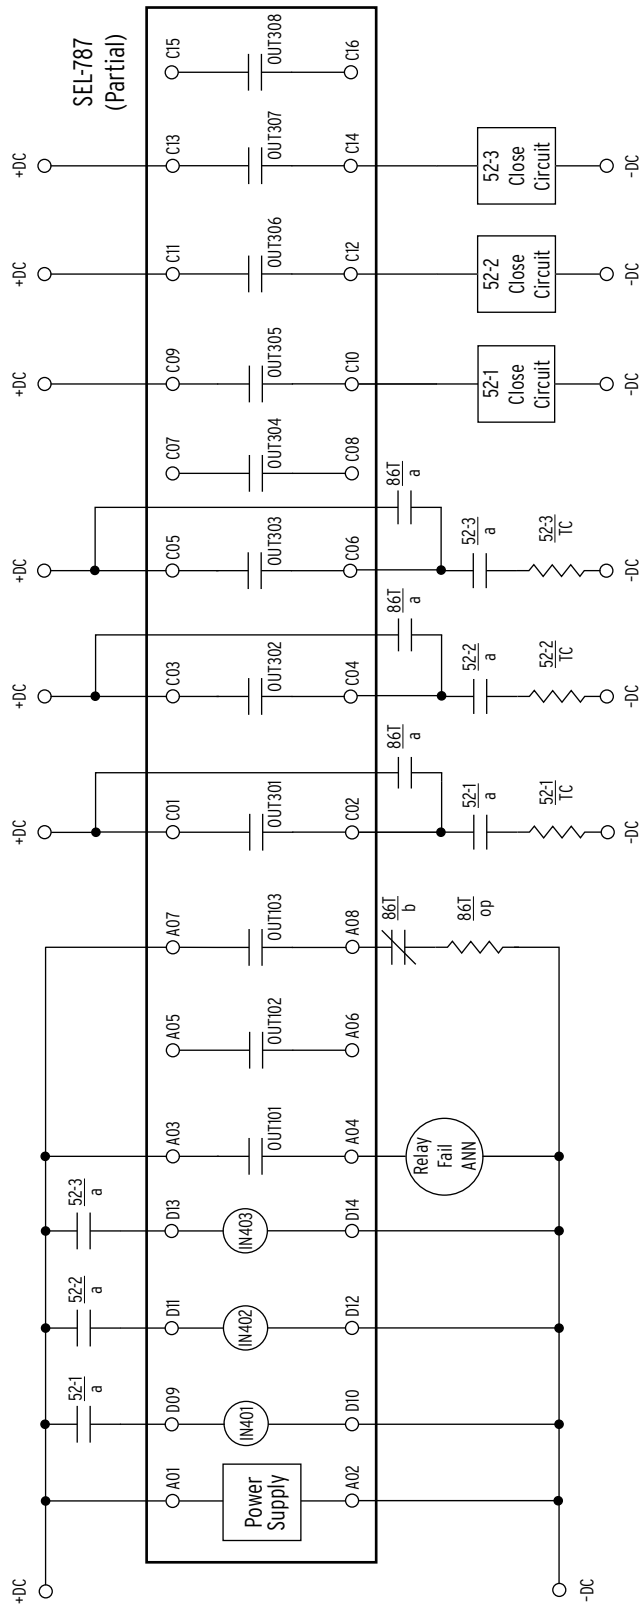 +DC
+DC
+DC
+DC
+DC
+DC
+DC
SEL-787
(Partial)
52-1
a
52-2
a
52-3
a
A01
D09
D11
D13
A03
A05
A07
C01
C03
C05
C07
C09
C11
C13
C15
Power
Supply
IN401
IN402
IN403
OUT101
OUT102
OUT103
OUT301
OUT302
OUT303
OUT304
OUT305
OUT306
OUT307
OUT308
A02
D10
D12
D14
A04
A06
A08
C02
C04
C06
C08
C10
C12
C14
C16
86T
b
86T
a
86T
a
86T
a
Relay
Fail
ANN
86T
op
52-1
a
52-2
a
52-3
a
52-1
Close
Circuit
52-2
Close
Circuit
52-3
Close
Circuit
52-1
TC
52-2
TC
52-3
TC
-DC
-DC
-DC
-DC
-DC
-DC
-DC